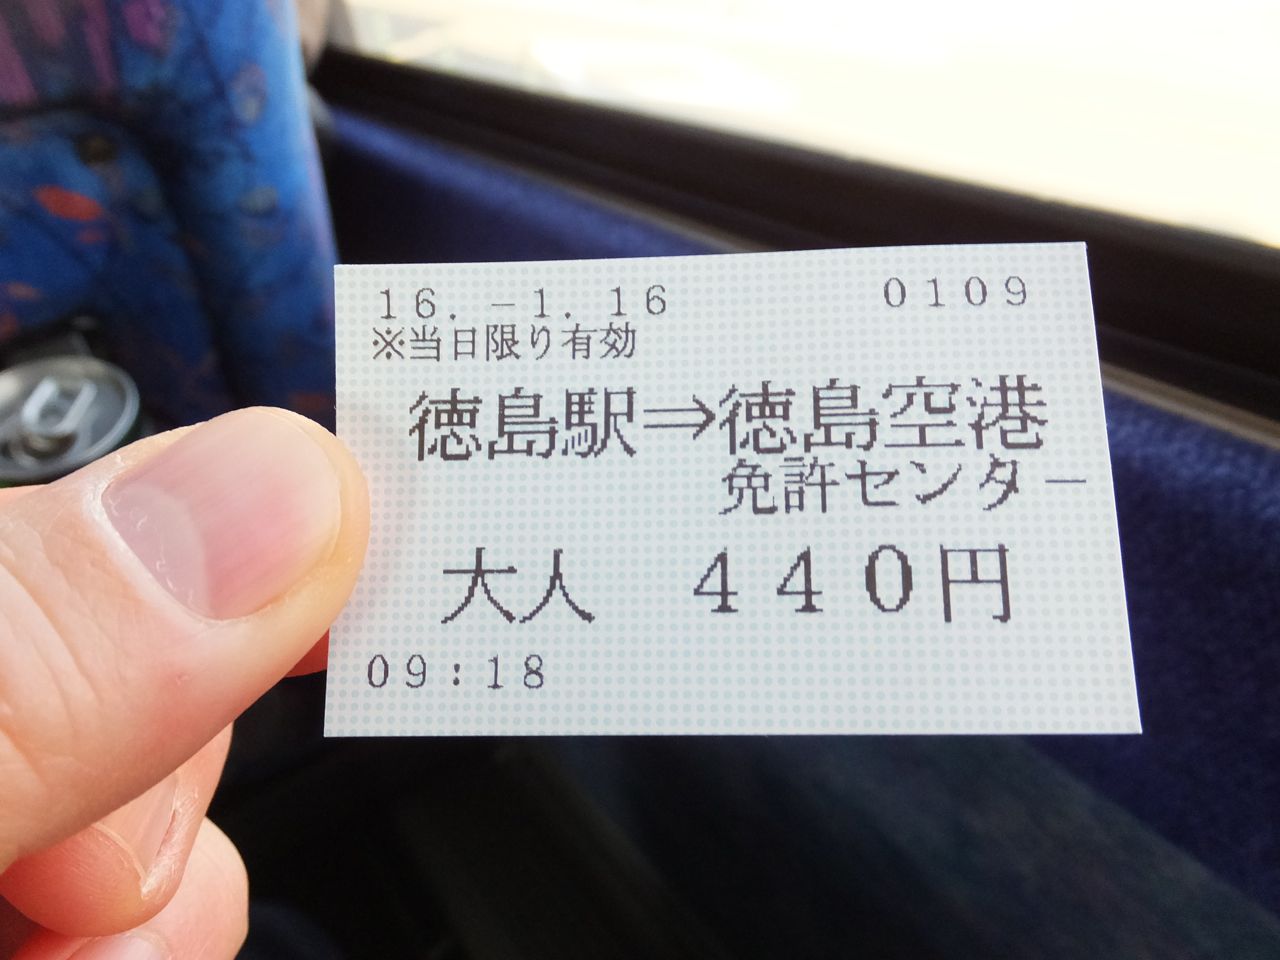 16.-1.16 0109
※当日限り有効
徳島駅⇒徳島空港
免許センター
大人 440円
09:18